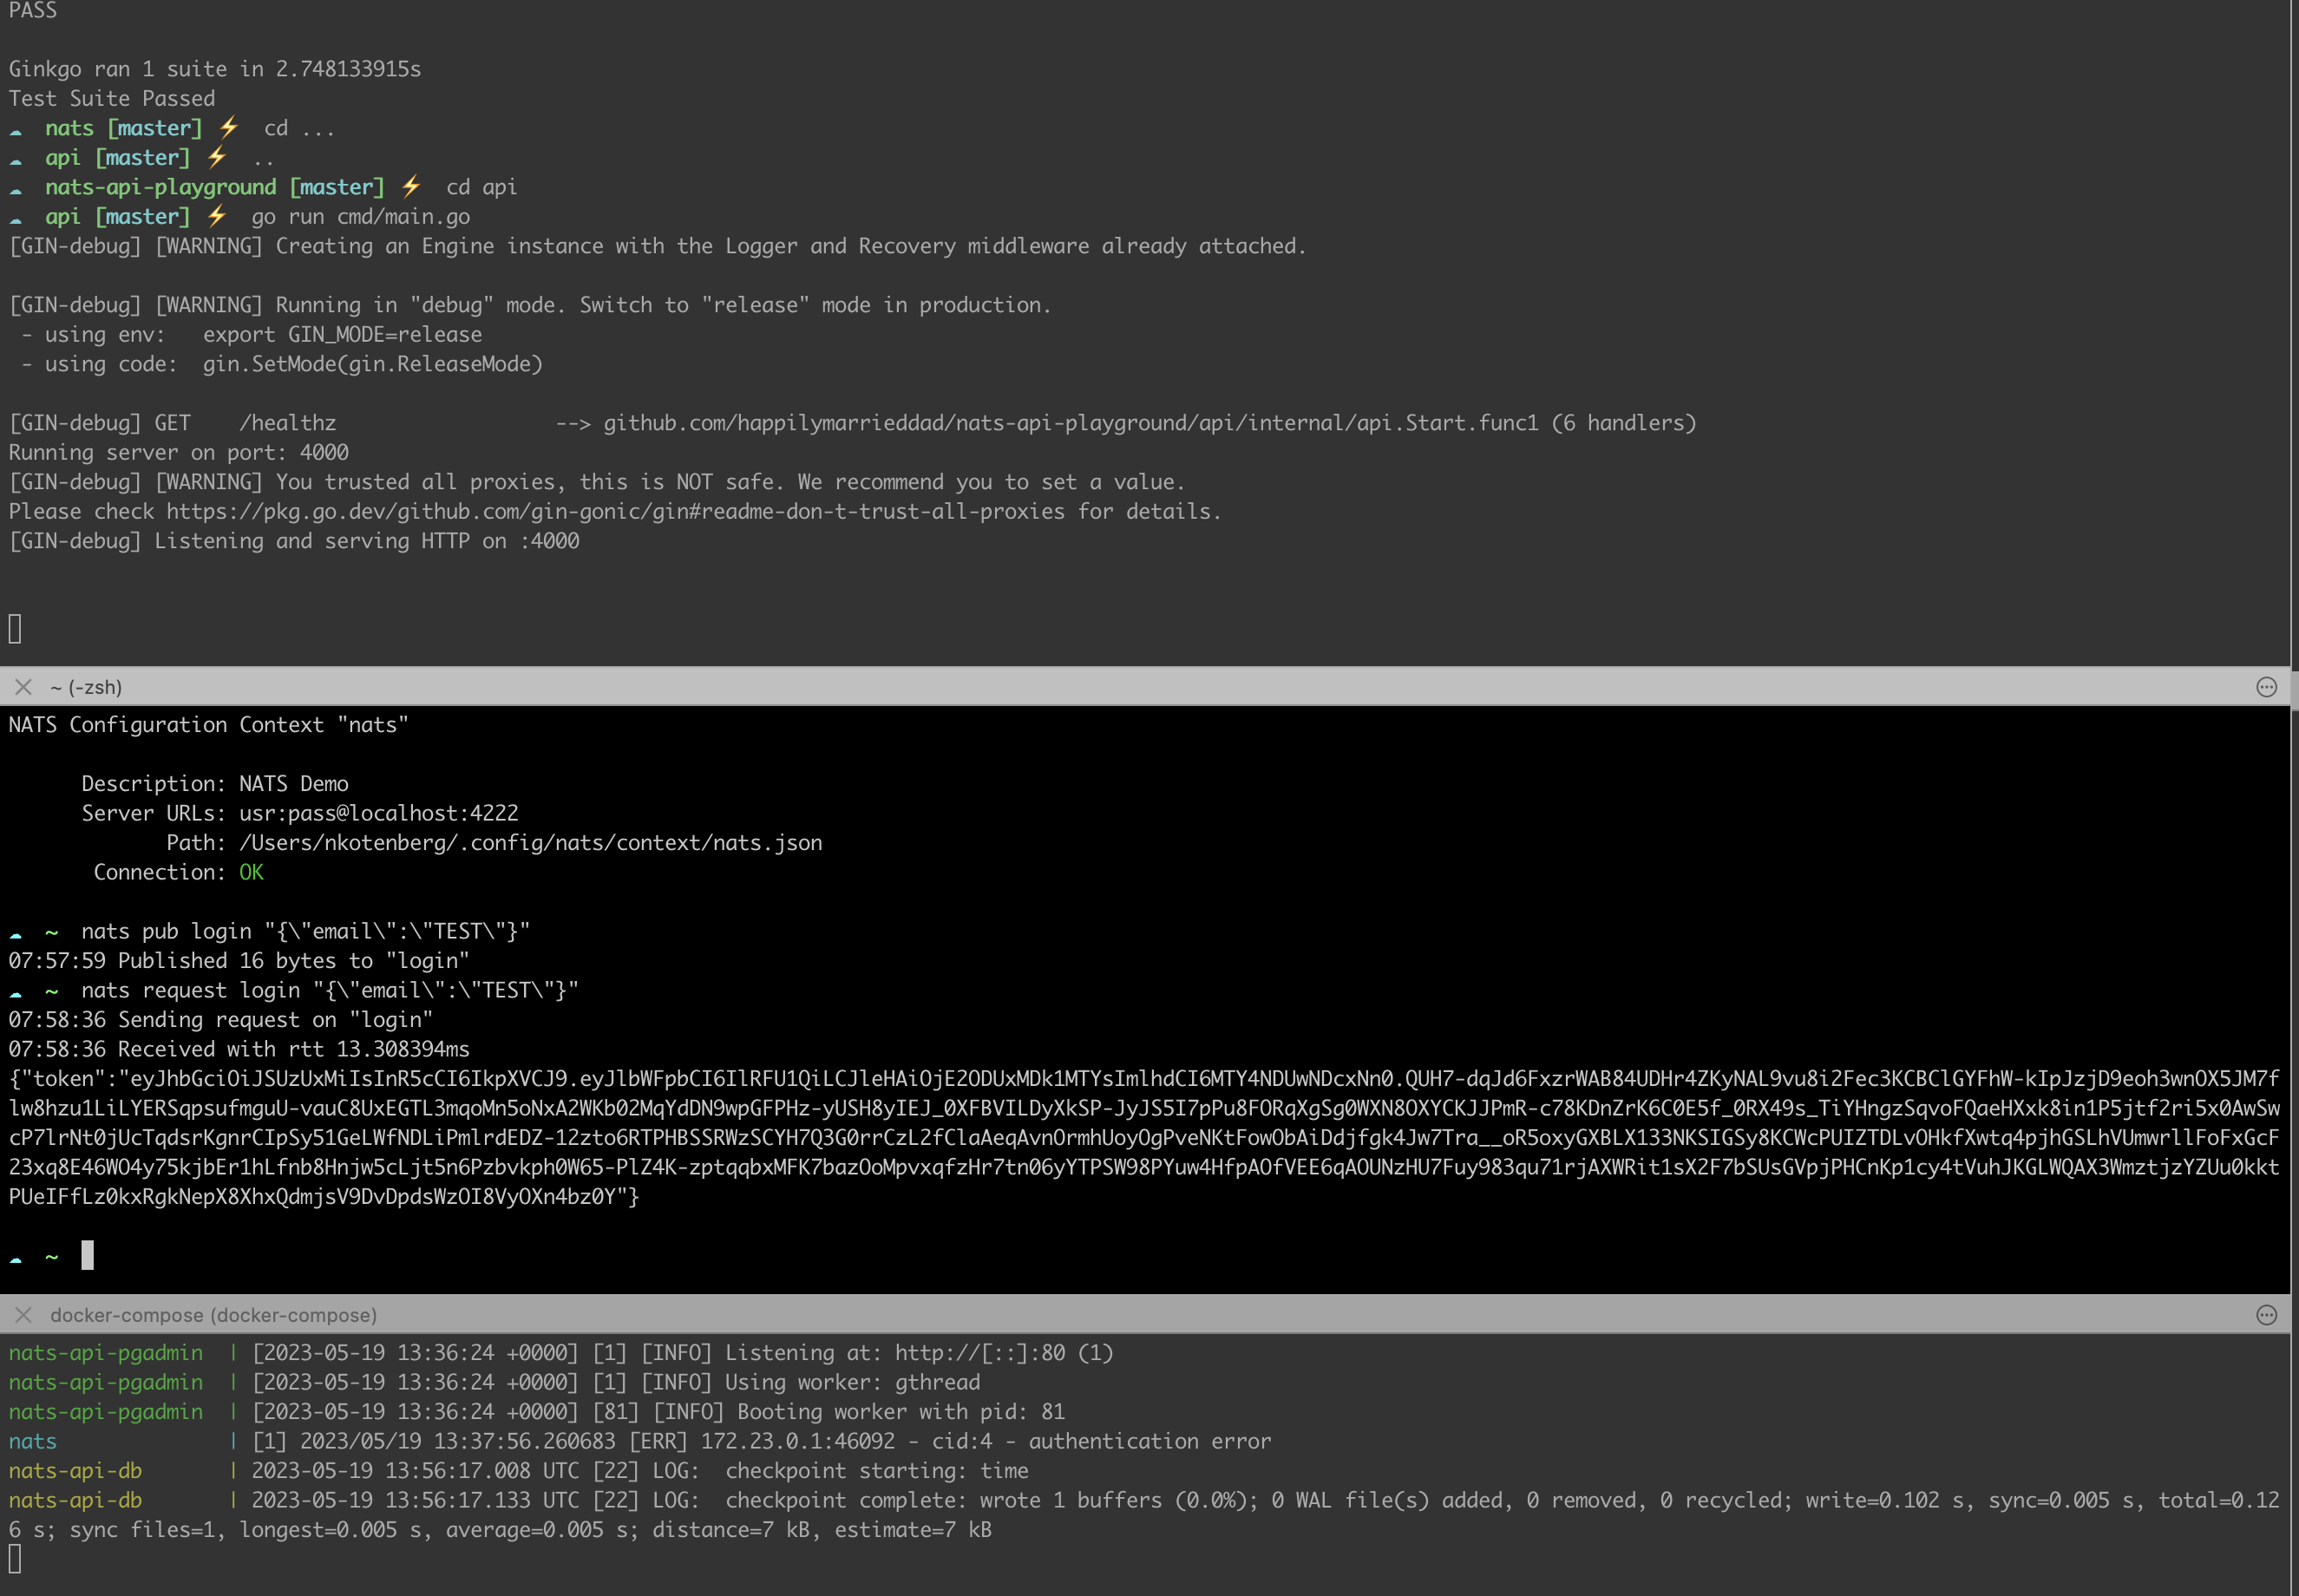 PASS
Ginkgo ran 1 suite in 2.748133915s
Test Suite Passed
☁  nats [master] ⚡  cd ...
☁  api [master] ⚡  ..
☁  nats-api-playground [master] ⚡  cd api
☁  api [master] ⚡  go run cmd/main.go
[GIN-debug] [WARNING] Creating an Engine instance with the Logger and Recovery middleware already attached.
[GIN-debug] [WARNING] Running in "debug" mode. Switch to "release" mode in production.
 - using env:   export GIN_MODE=release
 - using code:  gin.SetMode(gin.ReleaseMode)
[GIN-debug] GET    /healthz                  --> github.com/happilymarrieddad/nats-api-playground/api/internal/api.Start.func1 (6 handlers)
Running server on port: 4000
[GIN-debug] [WARNING] You trusted all proxies, this is NOT safe. We recommend you to set a value.
Please check https://pkg.go.dev/github.com/gin-gonic/gin#readme-don-t-trust-all-proxies for details.
[GIN-debug] Listening and serving HTTP on :4000
~ (-zsh)
NATS Configuration Context "nats"
Description: NATS Demo
Server URLs: usr:pass@localhost:4222
Path: /Users/nkotenberg/.config/nats/context/nats.json
Connection: OK
☁  ~  nats pub login "{\"email\":\"TEST\"}"
07:57:59 Published 16 bytes to "login"
☁  ~  nats request login "{\"email\":\"TEST\"}"
07:58:36 Sending request on "login"
07:58:36 Received with rtt 13.308394ms
{"token":"eyJhbGciOiJSUzUxMiIsInR5cCI6IkpXVCJ9.eyJlbWFpbCI6IlRFU1QiLCJleHAiOjE2ODUxMDk1MTYsImlhdCI6MTY4NDUwNDcxNn0.QUH7-dqJd6FxzrWAB84UDHr4ZKyNAL9vu8i2Fec3KCBClGYFhW-kIpJzjD9eoh3wnOX5JM7f
lw8hzu1LiLYERSqpsufmguU-vauC8UxEGTL3mqoMn5oNxA2WKb02MqYdDN9wpGFPHz-yUSH8yIEJ_0XFBVILDyXkSP-JyJS5I7pPu8FORqXgSg0WXN8OXYCKJJPmR-c78KDnZrK6C0E5f_0RX49s_TiYHngzSqvoFQaeHXxk8in1P5jtf2ri5x0AwSw
cP7lrNt0jUcTqdsrKgnrCIpSy51GeLWfNDLiPmlrdEDZ-12zto6RTPHBSSRWzSCYH7Q3G0rrCzL2fClaAeqAvnOrmhUoyOgPveNKtFowObAiDdjfgk4Jw7Tra__oR5oxyGXBLX133NKSIGSy8KCWcPUIZTDLvOHkfXwtq4pjhGSLhVUmwrllFoFxGcF
23xq8E46WO4y75kjbEr1hLfnb8Hnjw5cLjt5n6Pzbvkph0W65-PlZ4K-zptqqbxMFK7bazOoMpvxqfzHr7tn06yYTPSW98PYuw4HfpAOfVEE6qAOUNzHU7Fuy983qu71rjAXWRit1sX2F7bSUsGVpjPHCnKp1cy4tVuhJKGLWQAX3WmztjzYZUu0kkt
PUeIFfLz0kxRgkNepX8XhxQdmjsV9DvDpdsWzOI8VyOXn4bz0Y"}
☁  ~
docker-compose (docker-compose)
nats-api-pgadmin  | [2023-05-19 13:36:24 +0000] [1] [INFO] Listening at: http://[::]:80 (1)
nats-api-pgadmin  | [2023-05-19 13:36:24 +0000] [1] [INFO] Using worker: gthread
nats-api-pgadmin  | [2023-05-19 13:36:24 +0000] [81] [INFO] Booting worker with pid: 81
nats              | [1] 2023/05/19 13:37:56.260683 [ERR] 172.23.0.1:46092 - cid:4 - authentication error
nats-api-db       | 2023-05-19 13:56:17.008 UTC [22] LOG:  checkpoint starting: time
nats-api-db       | 2023-05-19 13:56:17.133 UTC [22] LOG:  checkpoint complete: wrote 1 buffers (0.0%); 0 WAL file(s) added, 0 removed, 0 recycled; write=0.102 s, sync=0.005 s, total=0.12
6 s; sync files=1, longest=0.005 s, average=0.005 s; distance=7 kB, estimate=7 kB